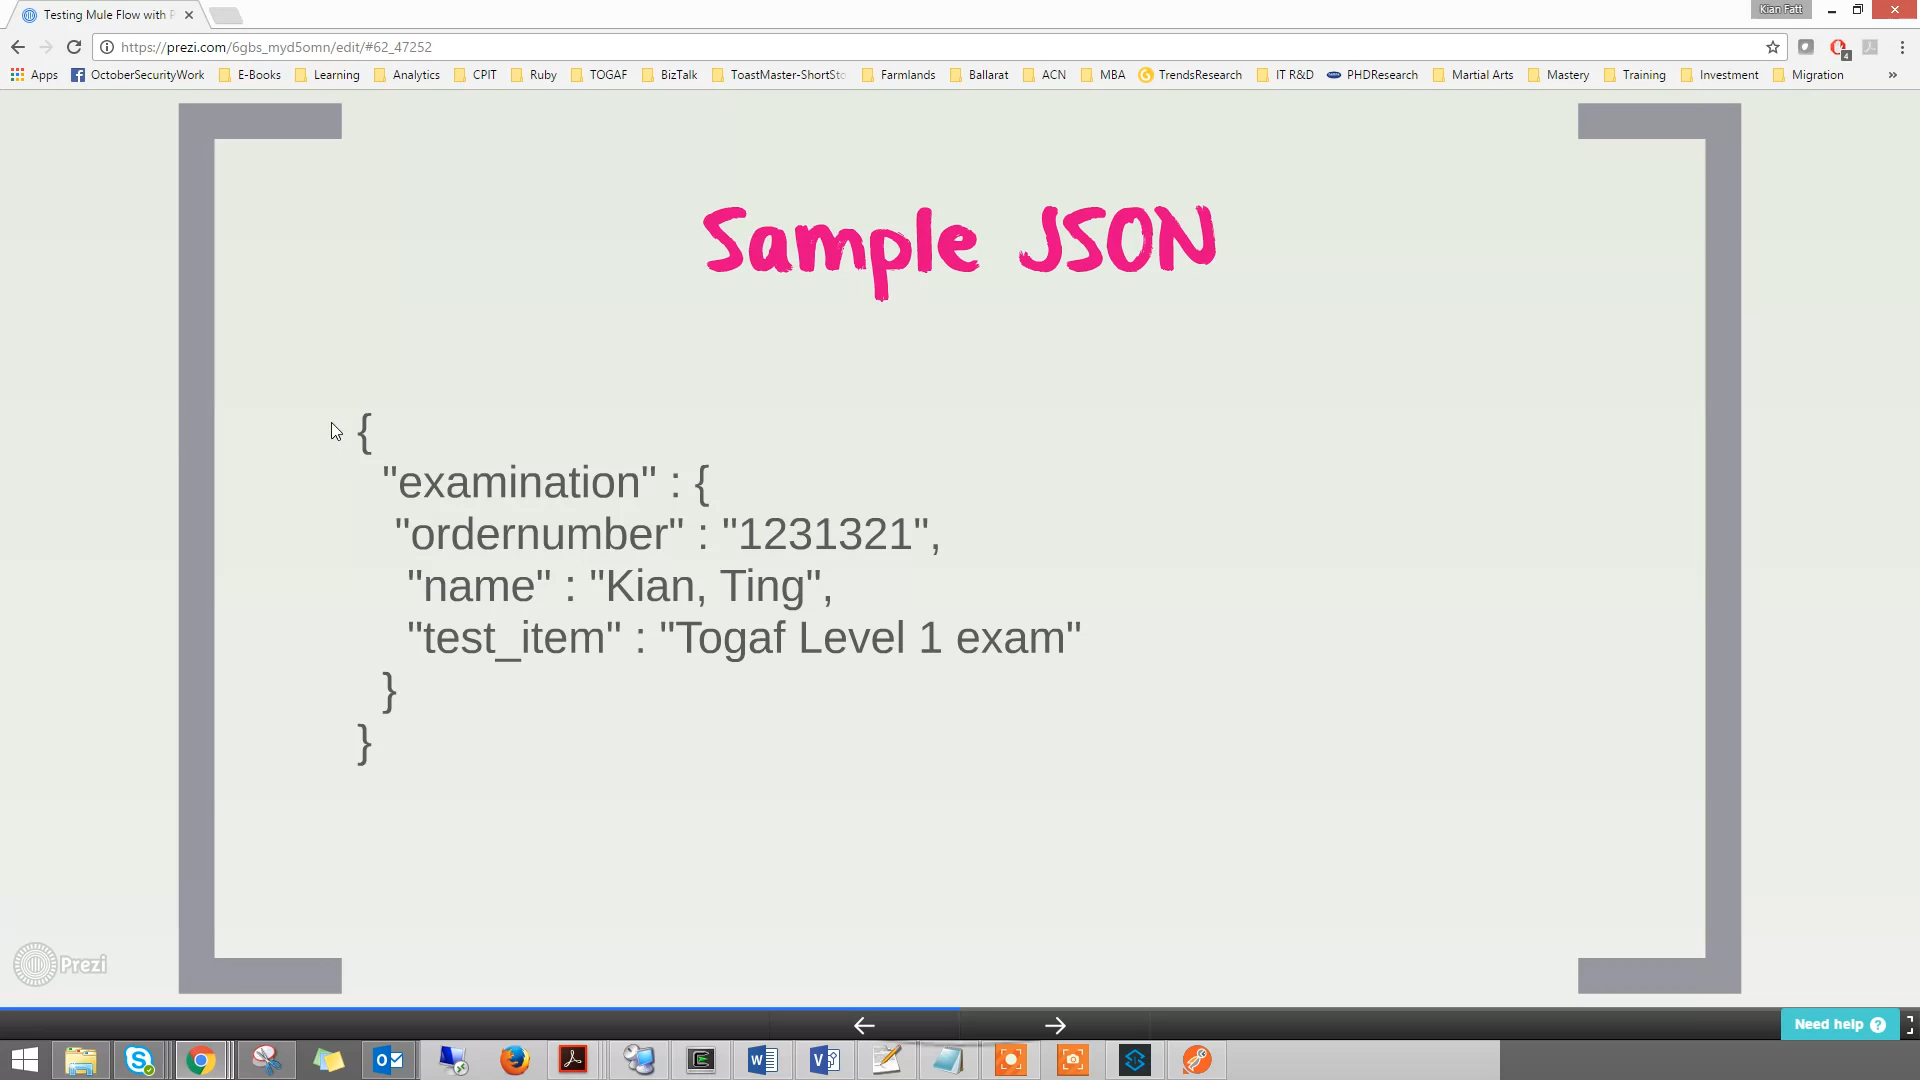 Testing Mule Flow with P
Kian Fatt
https://prezi.com/6gbs_myd5omn/edit/#62_47252
Apps OctoberSecurityWork E-Books Learning Analytics CPIT Ruby TOGAF BizTalk ToastMaster-ShortSto Farmlands Ballarat ACN MBA TrendsResearch IT R&D PHDResearch Martial Arts Mastery Training Investment Migration »
Sample JSON
{
"examination" : {
"ordernumber" : "1231321",
"name" : "Kian, Ting",
"test_item" : "Togaf Level 1 exam"
}
}
Prezi
Need help ?